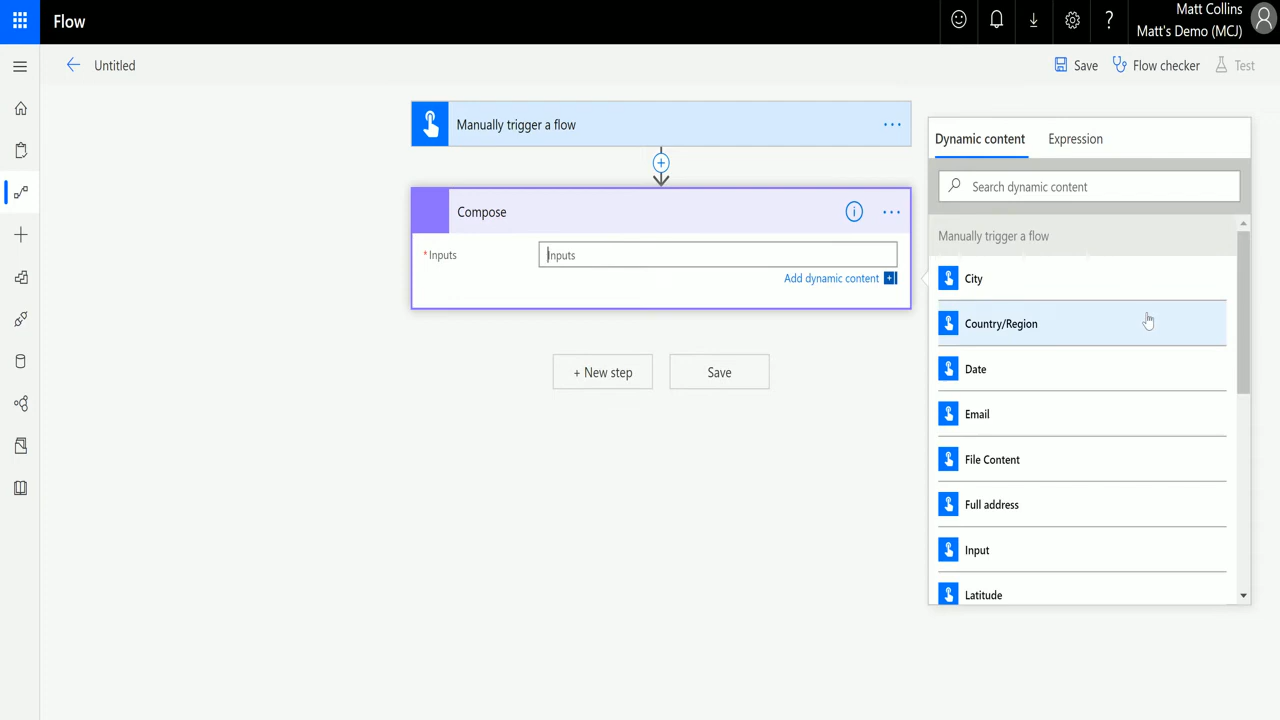 Flow
?
Matt Collins
Matt's Demo (MCJ)
Untitled
Save
Flow checker
Test
Manually trigger a flow
...
Compose
i
...
* Inputs
Inputs
Add dynamic content
+ New step
Save
Dynamic content
Expression
Search dynamic content
Manually trigger a flow
City
Country/Region
Date
Email
File Content
Full address
Input
Latitude